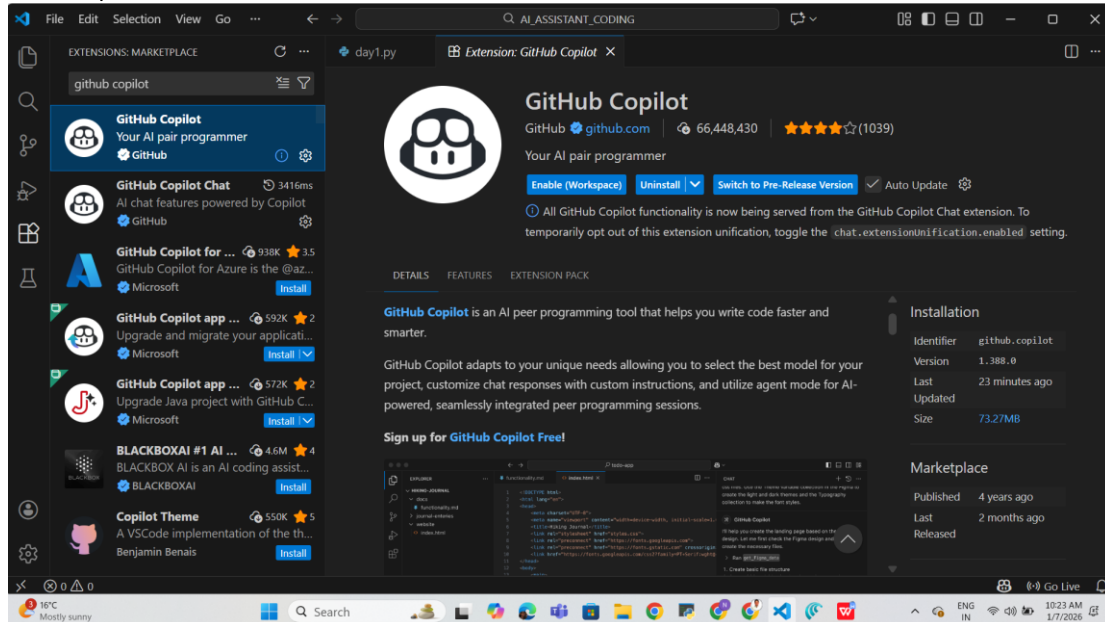 File Edit Selection View Go ··· AI_ASSISTANT_CODING
EXTENSIONS: MARKETPLACE
github copilot
GitHub Copilot
Your AI pair programmer
GitHub
GitHub Copilot Chat 3416ms
AI chat features powered by Copilot
GitHub
GitHub Copilot for ... 938K 3.5
GitHub Copilot for Azure is the @az...
Microsoft Install
GitHub Copilot app ... 592K 2
Upgrade and migrate your applicati...
Microsoft Install
GitHub Copilot app ... 572K 2
Upgrade Java project with GitHub C...
Microsoft Install
BLACKBOXAI #1 AI ... 4.6M 4
BLACKBOX AI is an AI coding assist...
BLACKBOXAI Install
Copilot Theme 550K 5
A VSCode implementation of the th...
Benjamin Benais Install
day1.py Extension: GitHub Copilot
GitHub Copilot
GitHub github.com 66,448,430 (1039)
Your AI pair programmer
Enable (Workspace) Uninstall Switch to Pre-Release Version Auto Update
All GitHub Copilot functionality is now being served from the GitHub Copilot Chat extension. To
temporarily opt out of this extension unification, toggle the chat.extensionUnification.enabled setting.
DETAILS FEATURES EXTENSION PACK
GitHub Copilot is an AI peer programming tool that helps you write code faster and
smarter.
GitHub Copilot adapts to your unique needs allowing you to select the best model for your
project, customize chat responses with custom instructions, and utilize agent mode for AI-
powered, seamlessly integrated peer programming sessions.
Sign up for GitHub Copilot Free!
Installation
Identifier github.copilot
Version 1.388.0
Last Updated 23 minutes ago
Size 73.27MB
Marketplace
Published 4 years ago
Last Released 2 months ago
0 0 Go Live
16°C
Mostly sunny
Search
ENG
IN
10:23 AM
1/7/2026